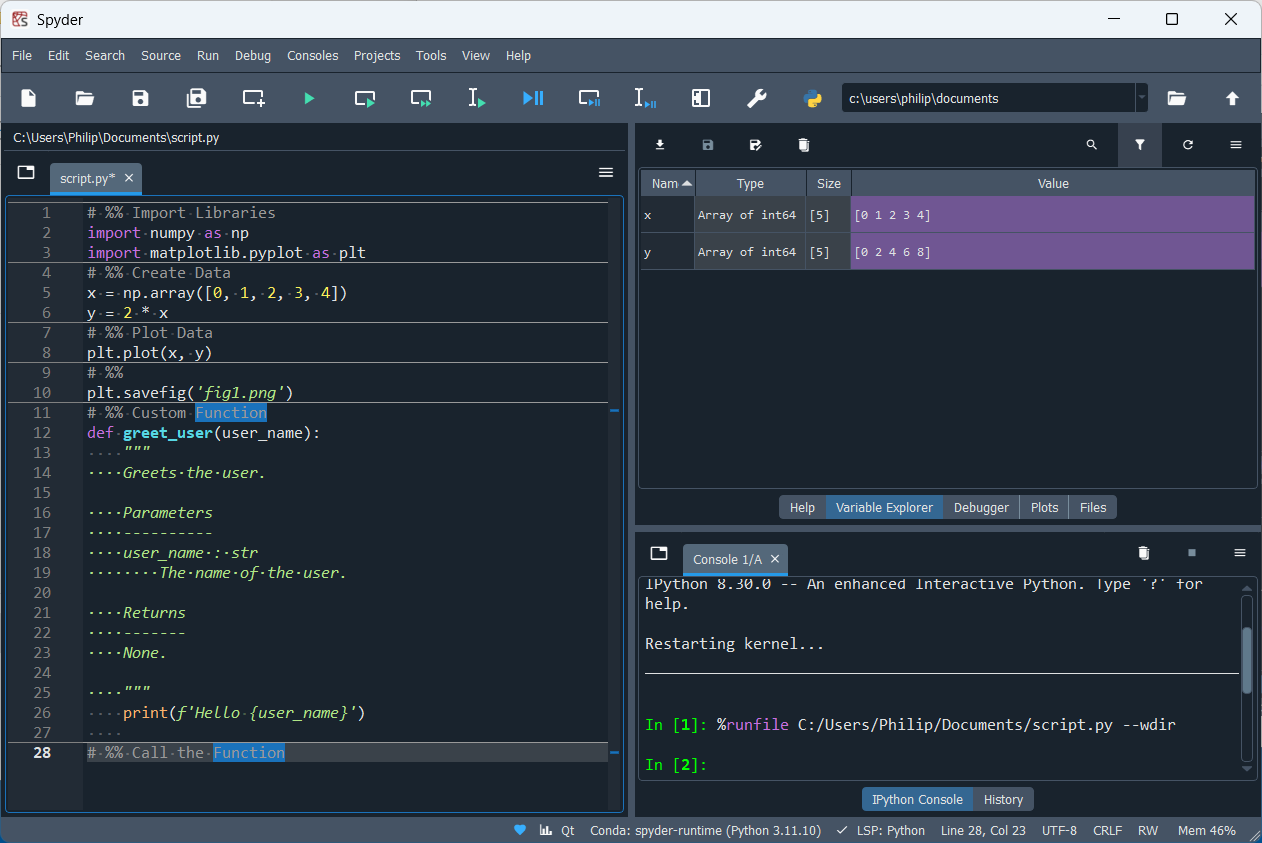 Spyder
File Edit Search Source Run Debug Consoles Projects Tools View Help
c:\users\philip\documents
C:\Users\Philip\Documents\script.py
script.py*
1 # %% Import Libraries
2 import numpy as np
3 import matplotlib.pyplot as plt
4 # %% Create Data
5 x = np.array([0, 1, 2, 3, 4])
6 y = 2 * x
7 # %% Plot Data
8 plt.plot(x, y)
9 # %%
10 plt.savefig('fig1.png')
11 # %% Custom Function
12 def greet_user(user_name):
13 ····"""
14 ····Greets·the·user.
15
16 ····Parameters
17 ····----------
18 ····user_name·:·str
19 ········The·name·of·the·user.
20
21 ····Returns
22 ····-------
23 ····None.
24
25 ····"""
26 ····print(f'Hello·{user_name}')
27 ····
28 # %% Call the Function
Nam Type Size Value
x Array of int64 [5] [0 1 2 3 4]
y Array of int64 [5] [0 2 4 6 8]
Help Variable Explorer Debugger Plots Files
Console 1/A
IPython 8.30.0 -- An enhanced Interactive Python. Type '?' for
help.
Restarting kernel...
In [1]: %runfile C:/Users/Philip/Documents/script.py --wdir
In [2]:
IPython Console History
Qt Conda: spyder-runtime (Python 3.11.10) LSP: Python Line 28, Col 23 UTF-8 CRLF RW Mem 46%